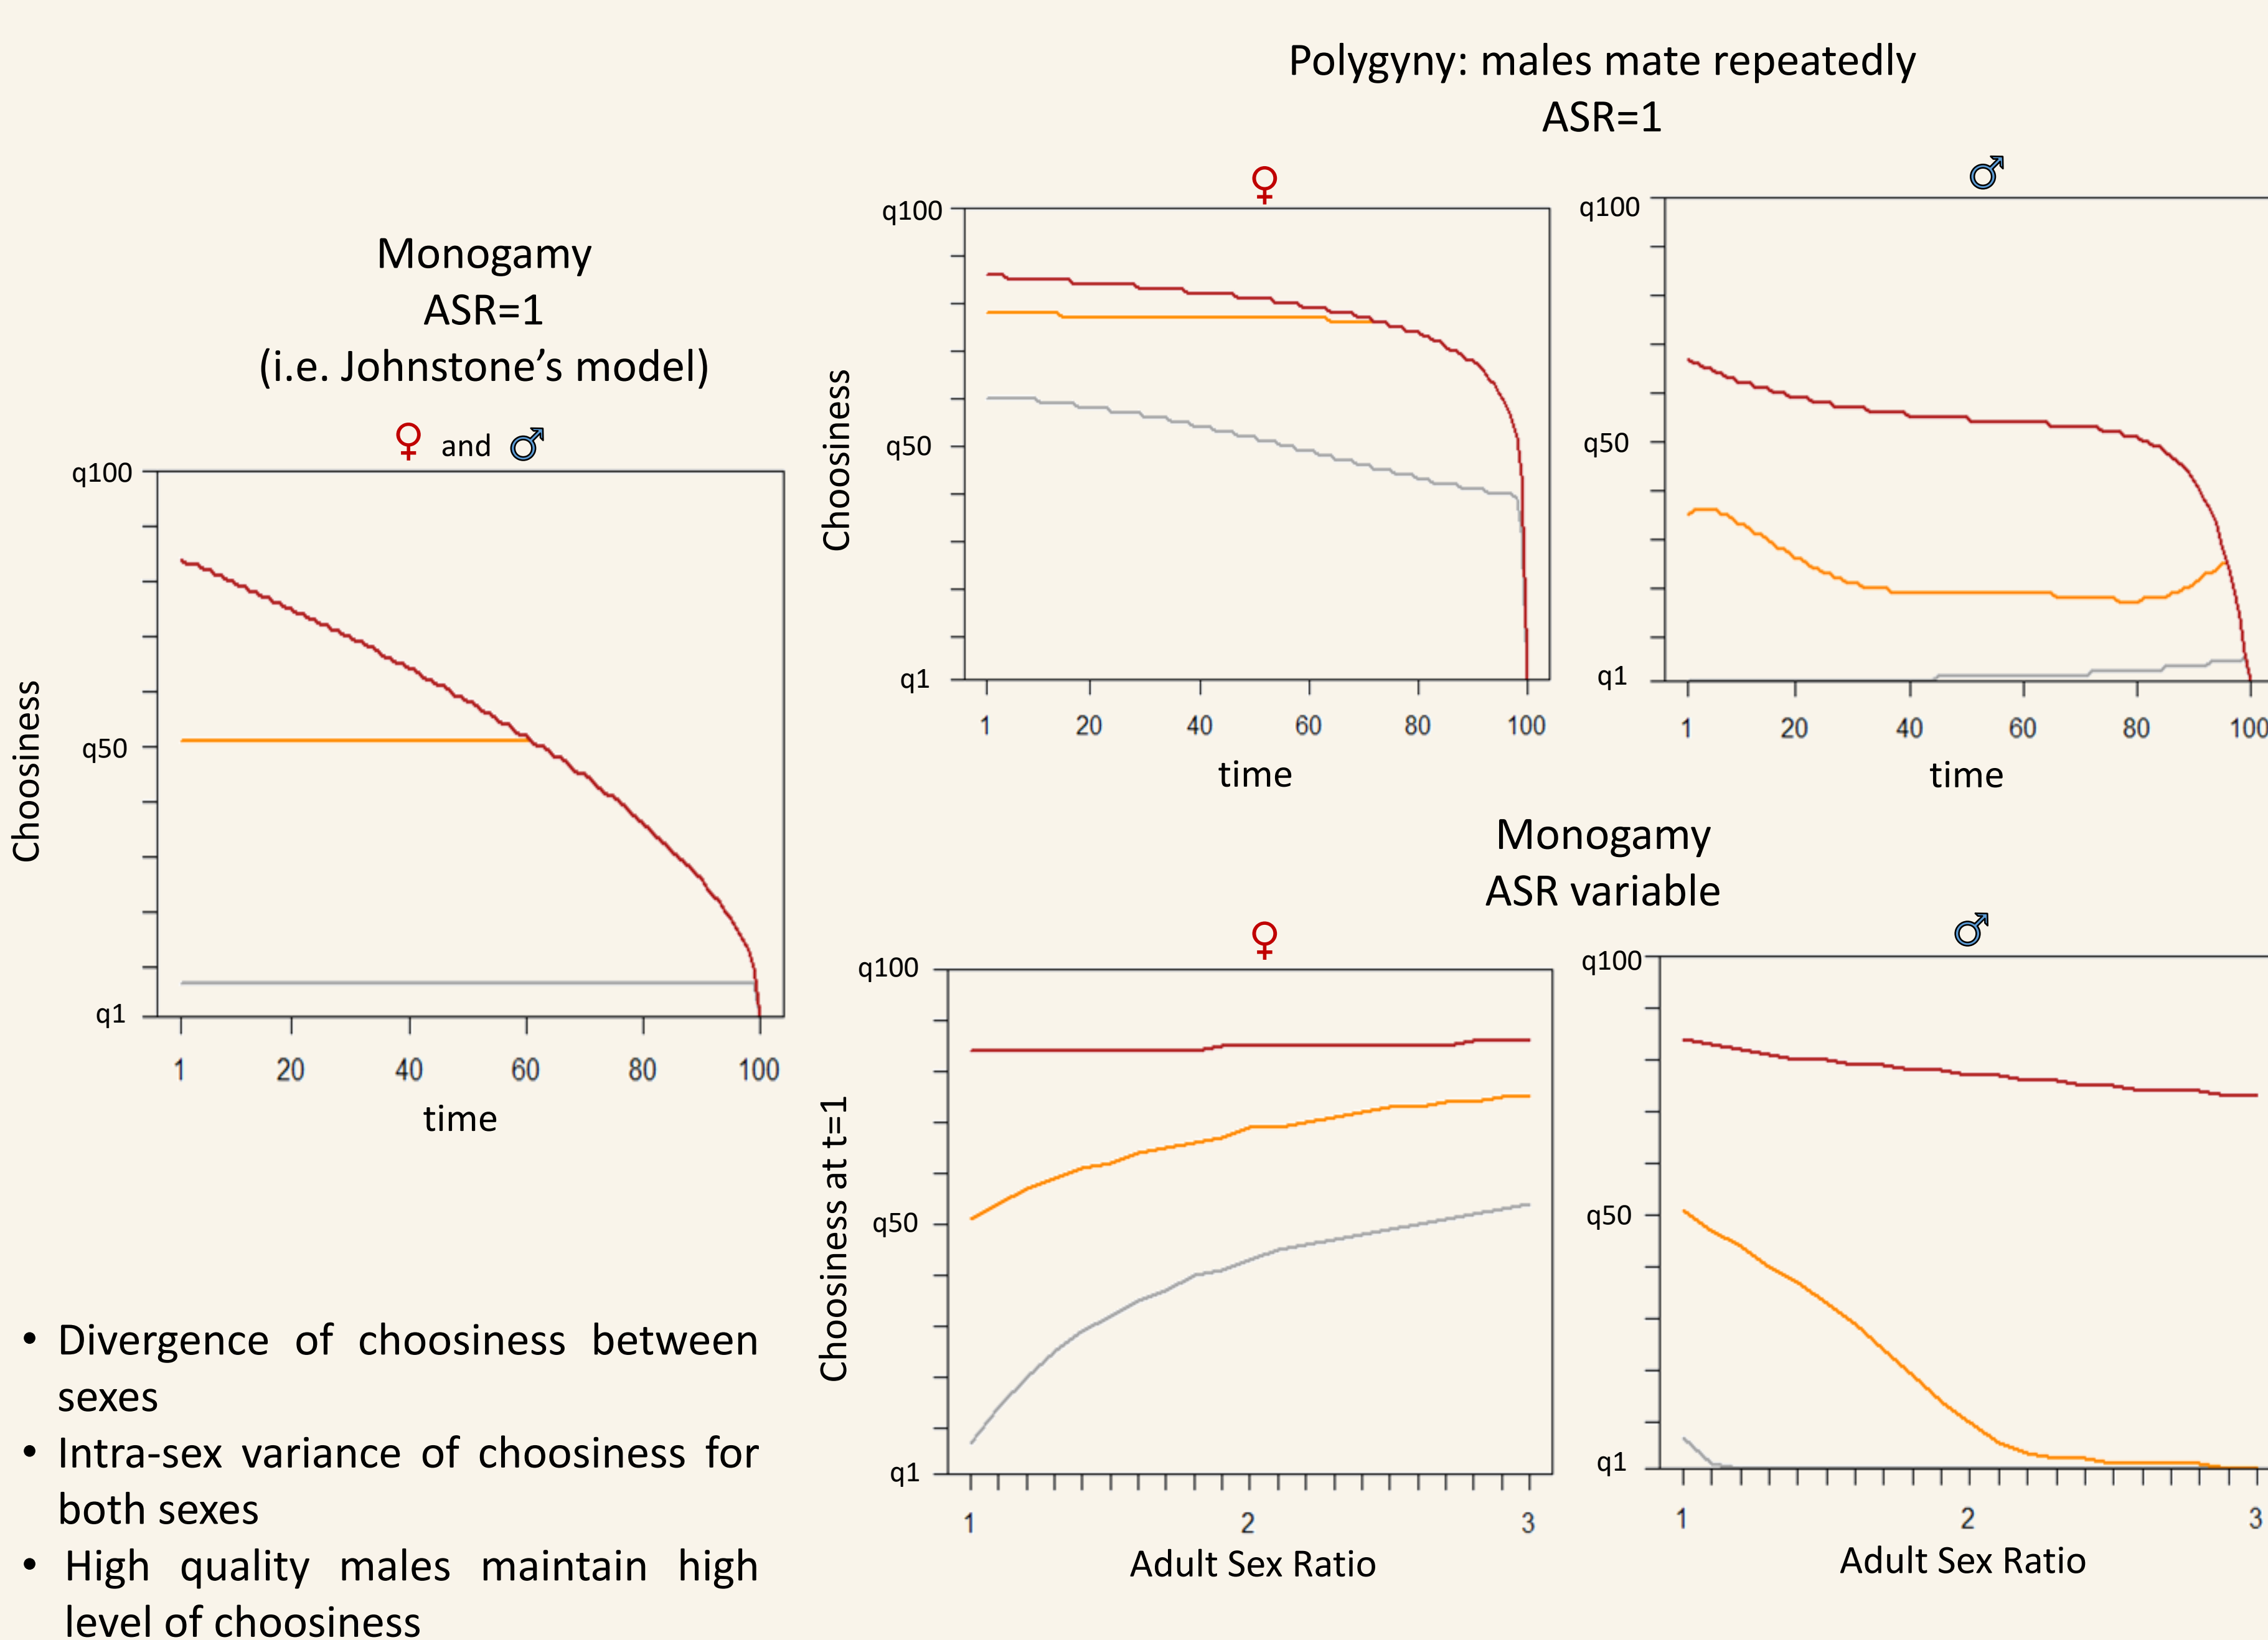 Polygyny: males mate repeatedly
ASR=1
♀
♂
Monogamy
ASR=1
(i.e. Johnstone’s model)
♀ and ♂
Choosiness
q100
q50
q1
1 20 40 60 80 100
time
Choosiness
q100
q50
q1
1 20 40 60 80 100
time
q100
q50
q1
1 20 40 60 80 100
time
Monogamy
ASR variable
♀
♂
Choosiness at t=1
q100
q50
q1
1 2 3
Adult Sex Ratio
q100
q50
q1
1 2 3
Adult Sex Ratio
• Divergence of choosiness between
sexes
• Intra-sex variance of choosiness for
both sexes
• High quality males maintain high
level of choosiness